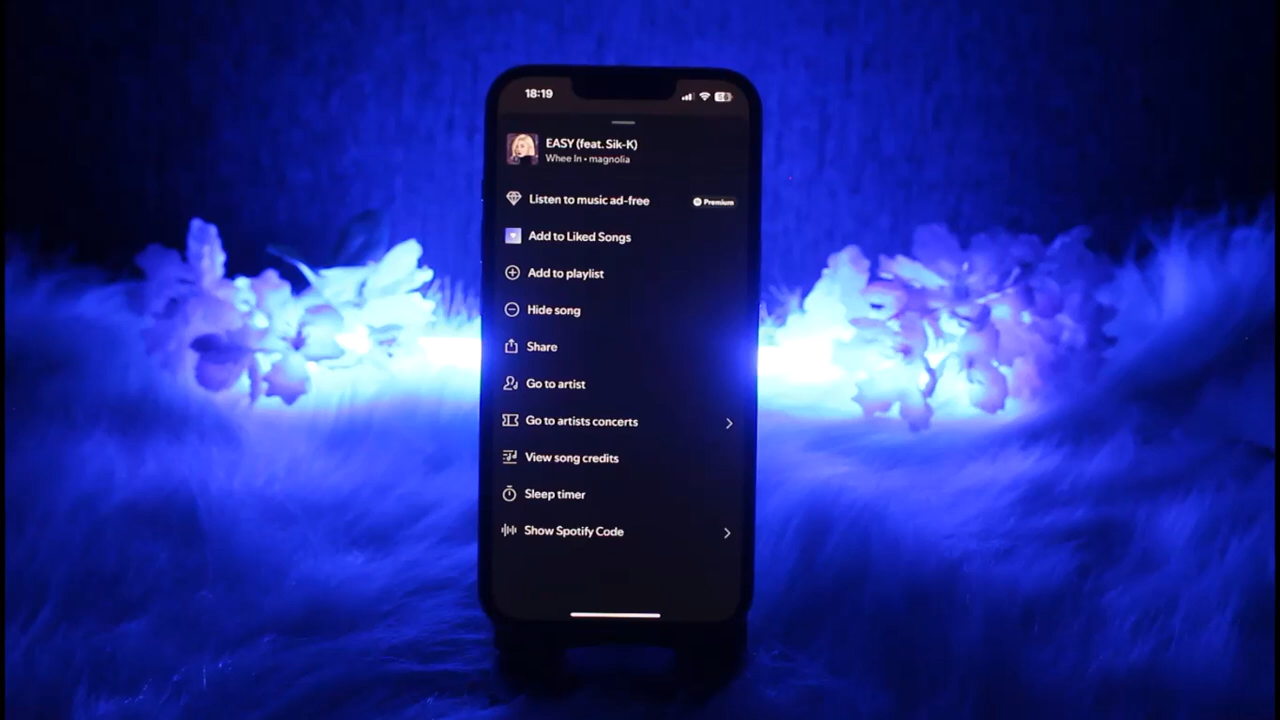 18:19
EASY (feat. Sik-K)
Whee In • magnolia
Listen to music ad-free
Premium
Add to Liked Songs
Add to playlist
Hide song
Share
Go to artist
Go to artists concerts
View song credits
Sleep timer
Show Spotify Code